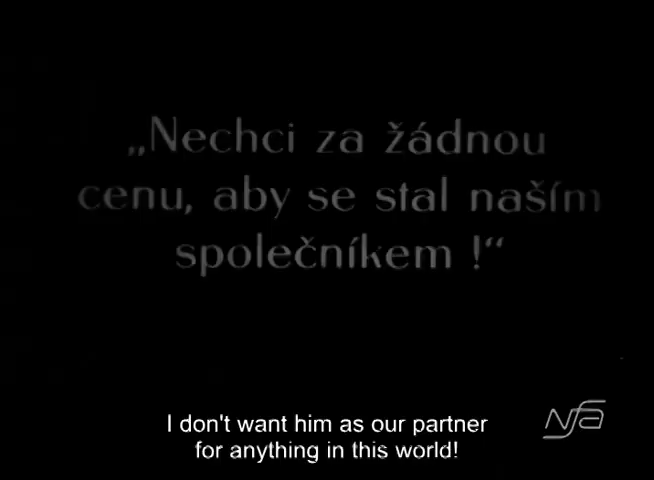 „Nechci za žádnou
cenu, aby se stal naším
společníkem !“
I don't want him as our partner
for anything in this world!
nfa